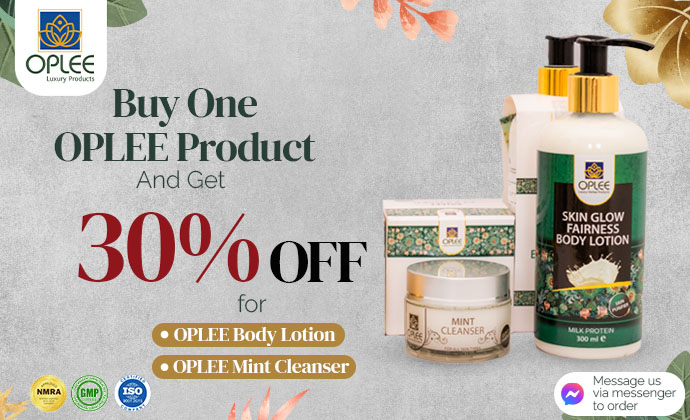 OPLEE
Luxury Products
Buy One
OPLEE Product
And Get
30% OFF
for
• OPLEE Body Lotion
• OPLEE Mint Cleanser
NMRA
GMP
ISO
OPLEE
OPLEE
MINT
CLEANSER
OPLEE
SKIN GLOW
FAIRNESS
BODY LOTION
MILK PROTEIN
300 ml e
Message us
via messenger
to order